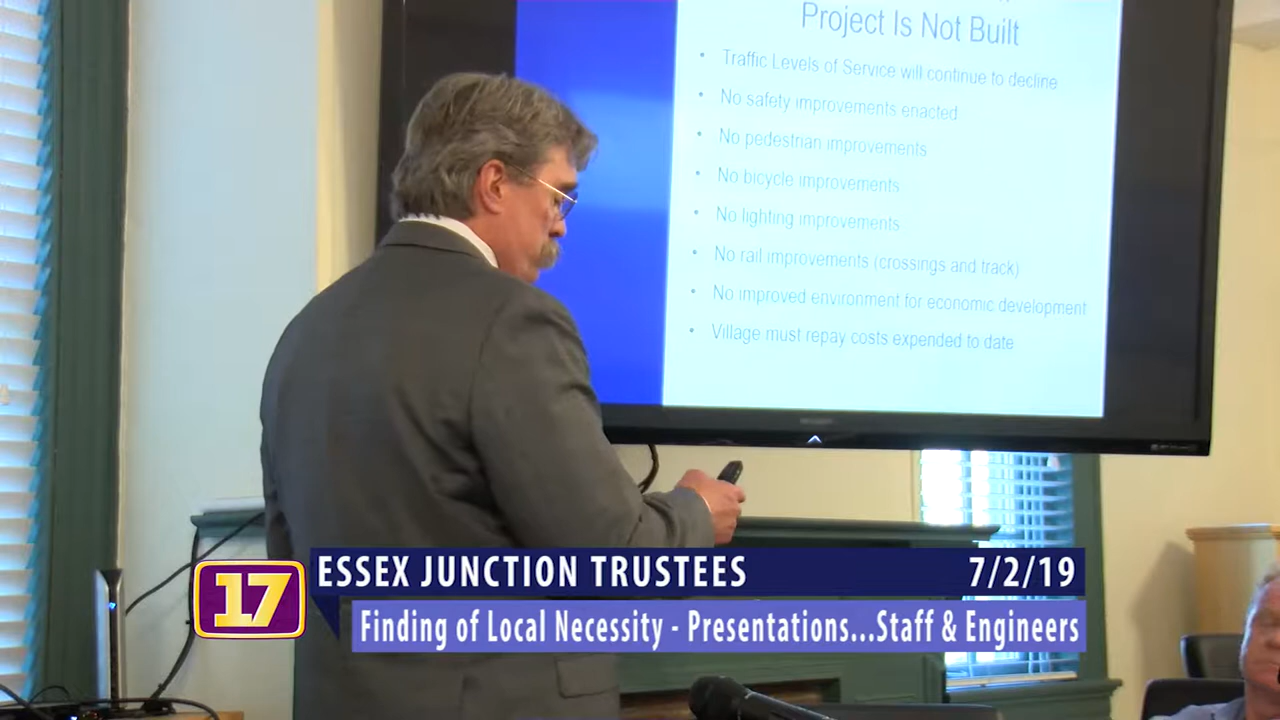 Project Is Not Built
• Traffic Levels of Service will continue to decline
• No safety improvements enacted
• No pedestrian improvements
• No bicycle improvements
• No lighting improvements
• No rail improvements (crossings and track)
• No improved environment for economic development
• Village must repay costs expended to date
17
ESSEX JUNCTION TRUSTEES 7/2/19
Finding of Local Necessity - Presentations...Staff & Engineers